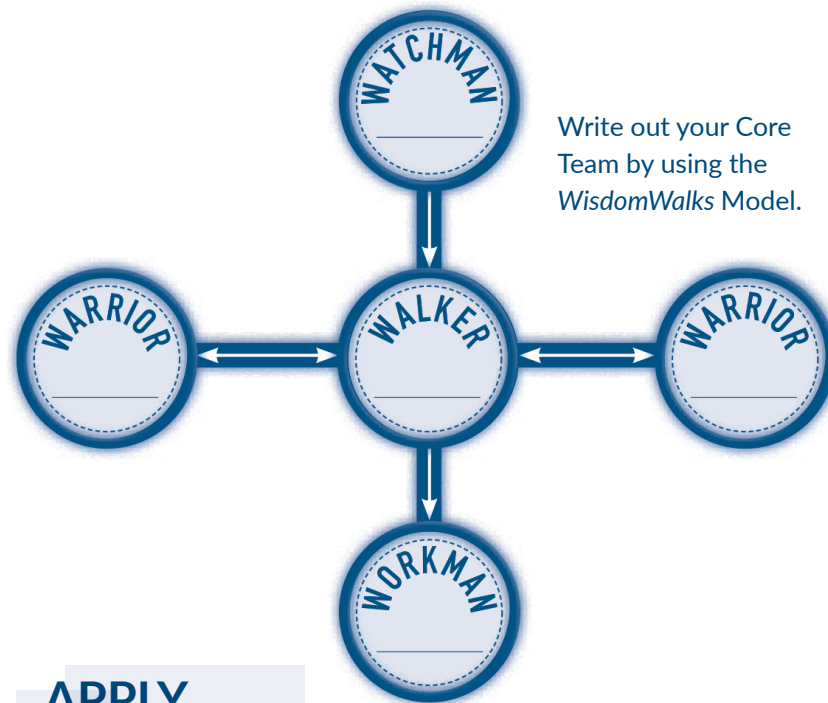 WATCHMAN
Write out your Core
Team by using the
WisdomWalks Model.
WARRIOR
WALKER
WARRIOR
WORKMAN
APPLY